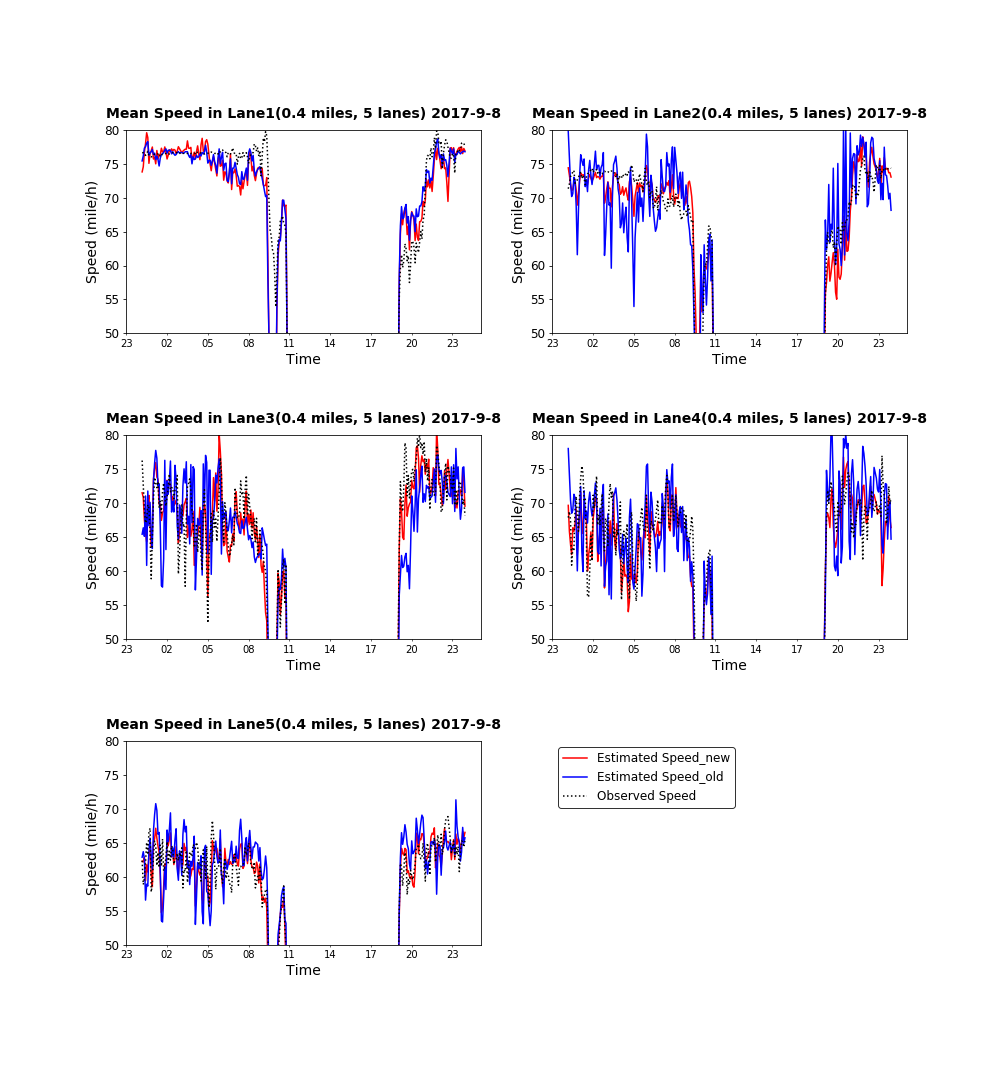 Mean Speed in Lane1(0.4 miles, 5 lanes) 2017-9-8
80
75
70
65
60
55
50
Speed (mile/h)
23 02 05 08 11 14 17 20 23
Time
Mean Speed in Lane2(0.4 miles, 5 lanes) 2017-9-8
80
75
70
65
60
55
50
Speed (mile/h)
23 02 05 08 11 14 17 20 23
Time
Mean Speed in Lane3(0.4 miles, 5 lanes) 2017-9-8
80
75
70
65
60
55
50
Speed (mile/h)
23 02 05 08 11 14 17 20 23
Time
Mean Speed in Lane4(0.4 miles, 5 lanes) 2017-9-8
80
75
70
65
60
55
50
Speed (mile/h)
23 02 05 08 11 14 17 20 23
Time
Mean Speed in Lane5(0.4 miles, 5 lanes) 2017-9-8
80
75
70
65
60
55
50
Speed (mile/h)
23 02 05 08 11 14 17 20 23
Time
Estimated Speed_new
Estimated Speed_old
Observed Speed